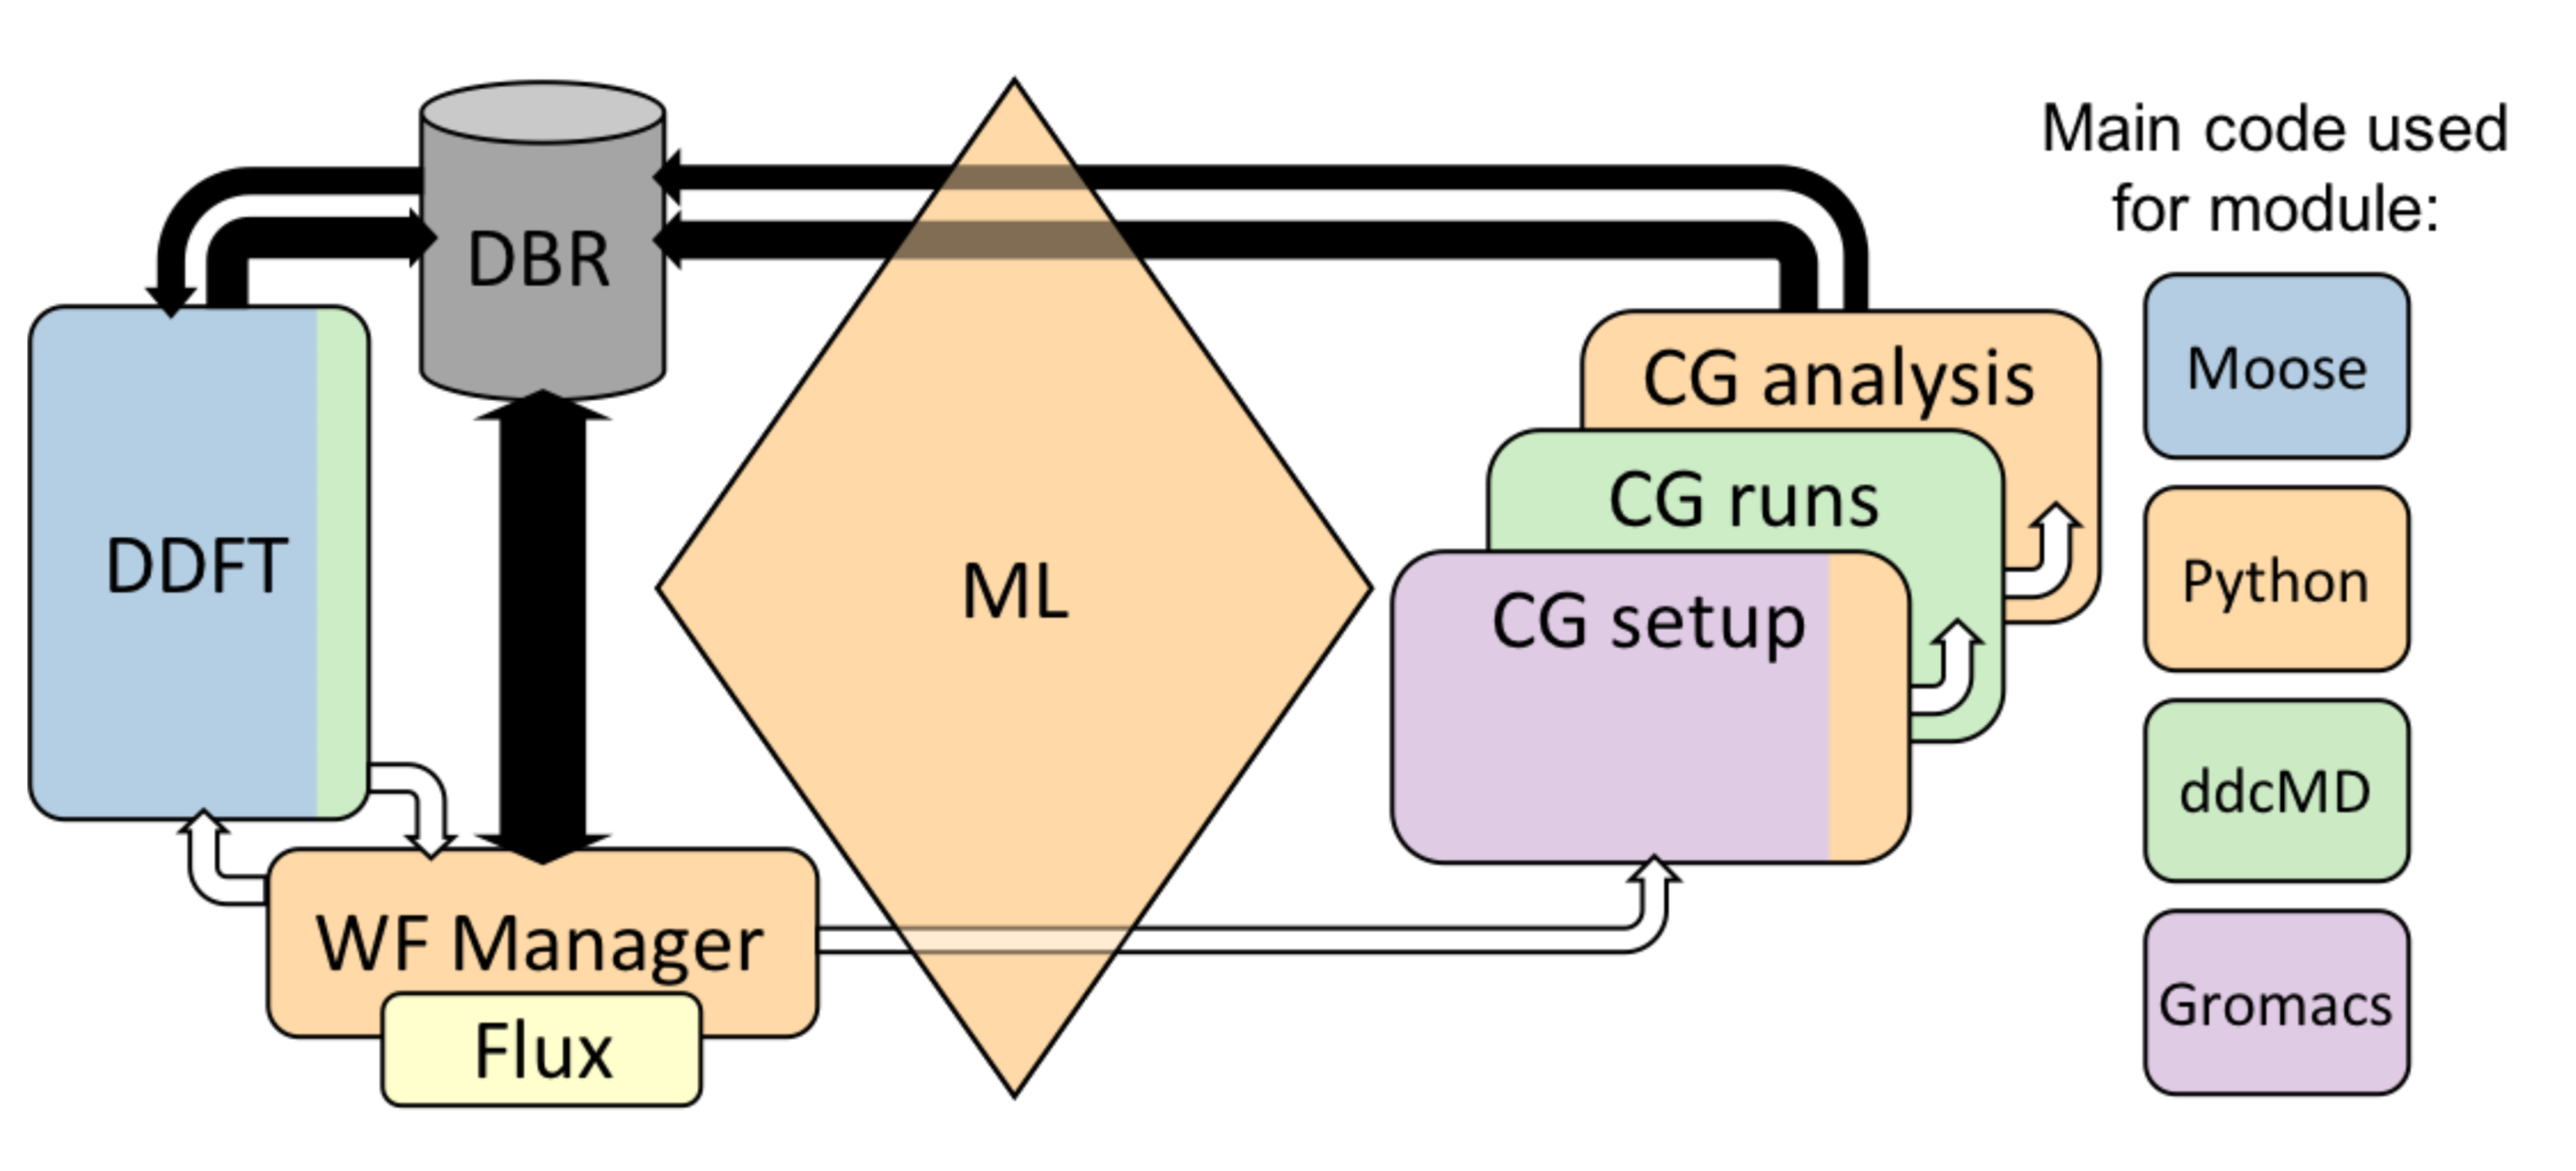 DBR
DDFT
ML
WF Manager
Flux
CG analysis
CG runs
CG setup
Main code used
for module:
Moose
Python
ddcMD
Gromacs